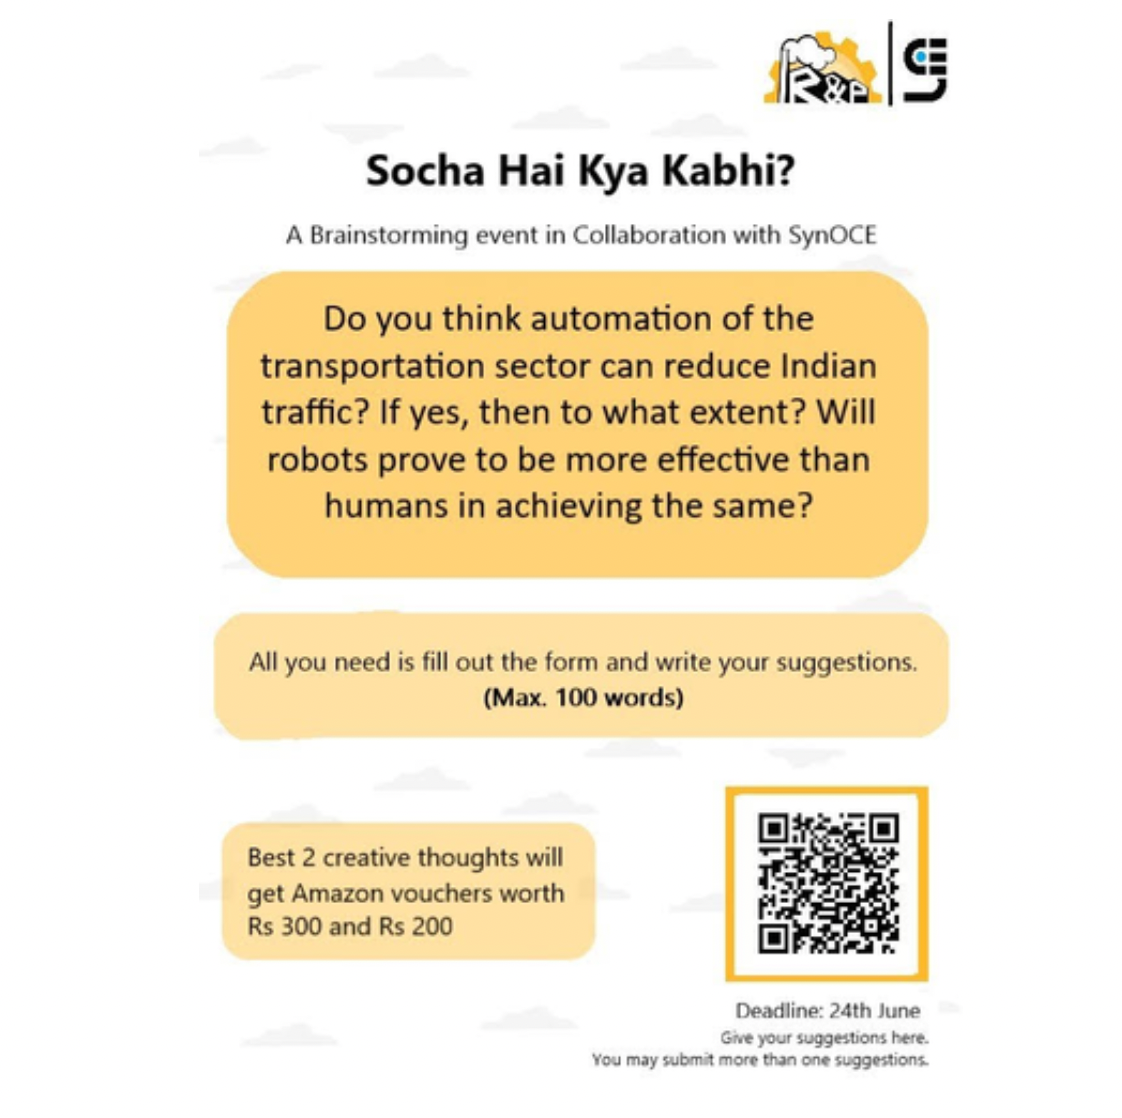 R&P
Socha Hai Kya Kabhi?
A Brainstorming event in Collaboration with SynOCE
Do you think automation of the
transportation sector can reduce Indian
traffic? If yes, then to what extent? Will
robots prove to be more effective than
humans in achieving the same?
All you need is fill out the form and write your suggestions.
(Max. 100 words)
Best 2 creative thoughts will
get Amazon vouchers worth
Rs 300 and Rs 200
Deadline: 24th June
Give your suggestions here.
You may submit more than one suggestions.